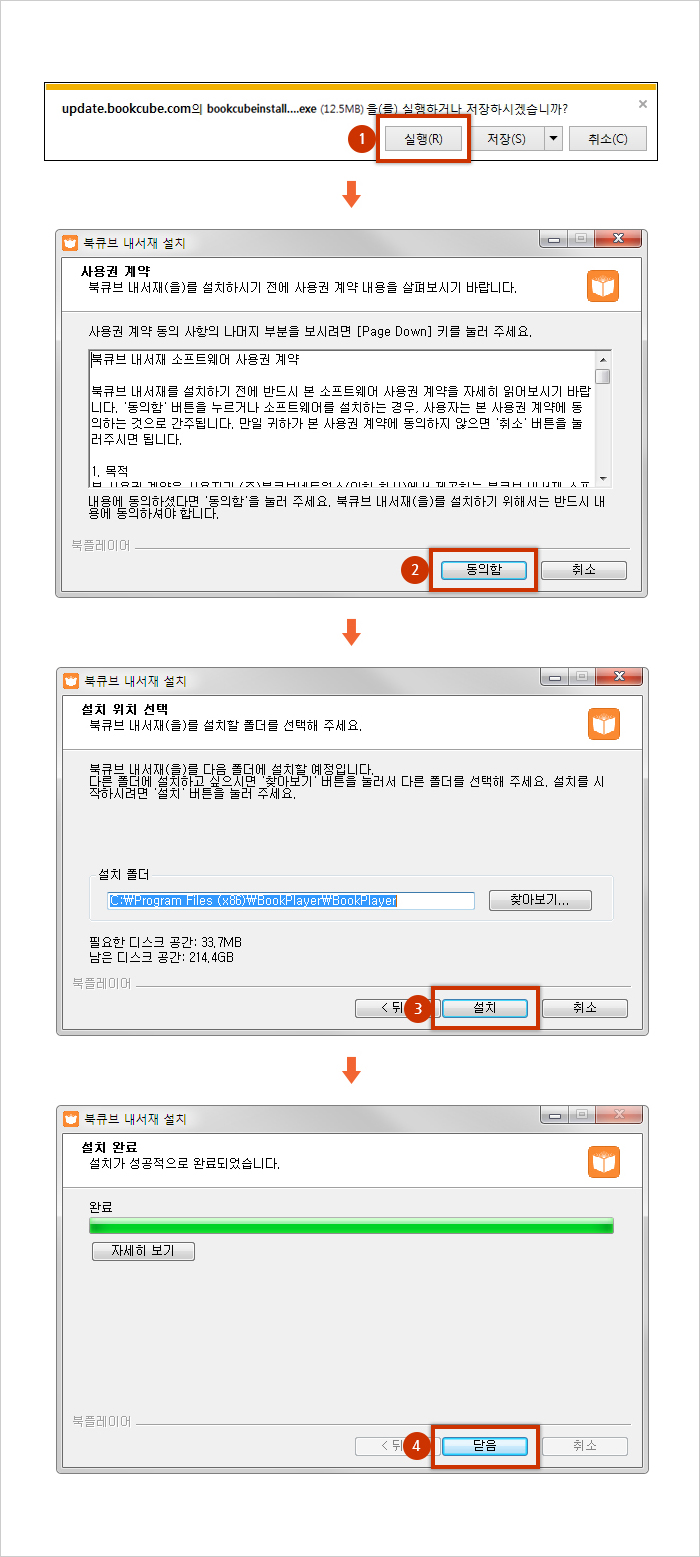 update.bookcube.com의 bookcubeinstall....exe (12.5MB) 을(를) 실행하거나 저장하시겠습니까?
1 실행(R) 저장(S) 취소(C)
북큐브 내서재 설치
사용권 계약
북큐브 내서재(을)를 설치하시기 전에 사용권 계약 내용을 살펴보시기 바랍니다.
사용권 계약 동의 사항의 나머지 부분을 보시려면 [Page Down] 키를 눌러 주세요.
북큐브 내서재 소프트웨어 사용권 계약
북큐브 내서재를 설치하기 전에 반드시 본 소프트웨어 사용권 계약을 자세히 읽어보시기 바랍
니다. '동의함' 버튼을 누르거나 소프트웨어를 설치하는 경우, 사용자는 본 사용권 계약에 동
의하는 것으로 간주됩니다. 만일 귀하가 본 사용권 계약에 동의하지 않으면 '취소' 버튼을 눌
러주시면 됩니다.
1. 목적
내용에 동의하셨다면 '동의함'을 눌러 주세요. 북큐브 내서재(을)를 설치하기 위해서는 반드시 내
용에 동의하셔야 합니다.
북플레이어
2 동의함 취소
북큐브 내서재 설치
설치 위치 선택
북큐브 내서재(을)를 설치할 폴더를 선택해 주세요.
북큐브 내서재(을)를 다음 폴더에 설치할 예정입니다.
다른 폴더에 설치하고 싶으시면 '찾아보기' 버튼을 눌러서 다른 폴더를 선택해 주세요. 설치를 시
작하시려면 '설치' 버튼을 눌러 주세요.
설치 폴더
C:₩Program Files (x86)₩BookPlayer₩BookPlayer 찾아보기...
필요한 디스크 공간: 33.7MB
남은 디스크 공간: 214.4GB
북플레이어
< 뒤 3 설치 취소
북큐브 내서재 설치
설치 완료
설치가 성공적으로 완료되었습니다.
완료
자세히 보기
북플레이어
< 뒤 4 닫음 취소